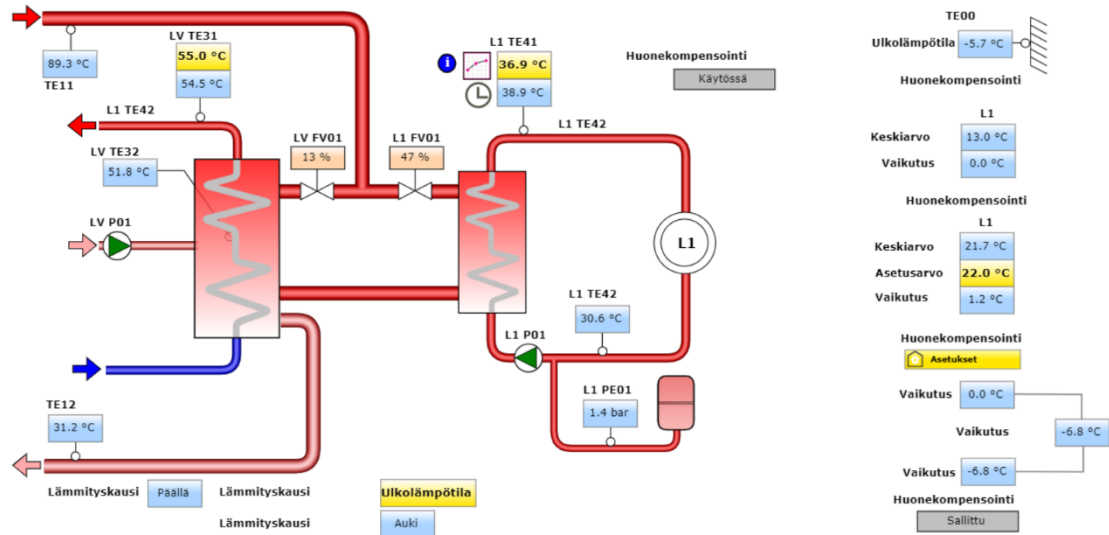 TE00
LV TE31
L1 TE41
Ulkolämpötila
-5.7 °C
55.0 °C
36.9 °C
Huonekompensointi
89.3 °C
54.5 °C
i
38.9 °C
Käytössä
Huonekompensointi
TE11
L1 TE42
L1 TE42
L1
LV FV01
L1 FV01
Keskiarvo
13.0 °C
LV TE32
13 %
47 %
Vaikutus
0.0 °C
51.8 °C
Huonekompensointi
LV P01
L1
L1
Keskiarvo
21.7 °C
Asetusarvo
22.0 °C
L1 TE42
Vaikutus
1.2 °C
30.6 °C
L1 P01
Huonekompensointi
Asetukset
L1 PE01
Vaikutus
0.0 °C
TE12
1.4 bar
31.2 °C
Vaikutus
-6.8 °C
Vaikutus
-6.8 °C
Lämmityskausi
Päällä
Lämmityskausi
Ulkolämpötila
Huonekompensointi
Lämmityskausi
Auki
Sallittu